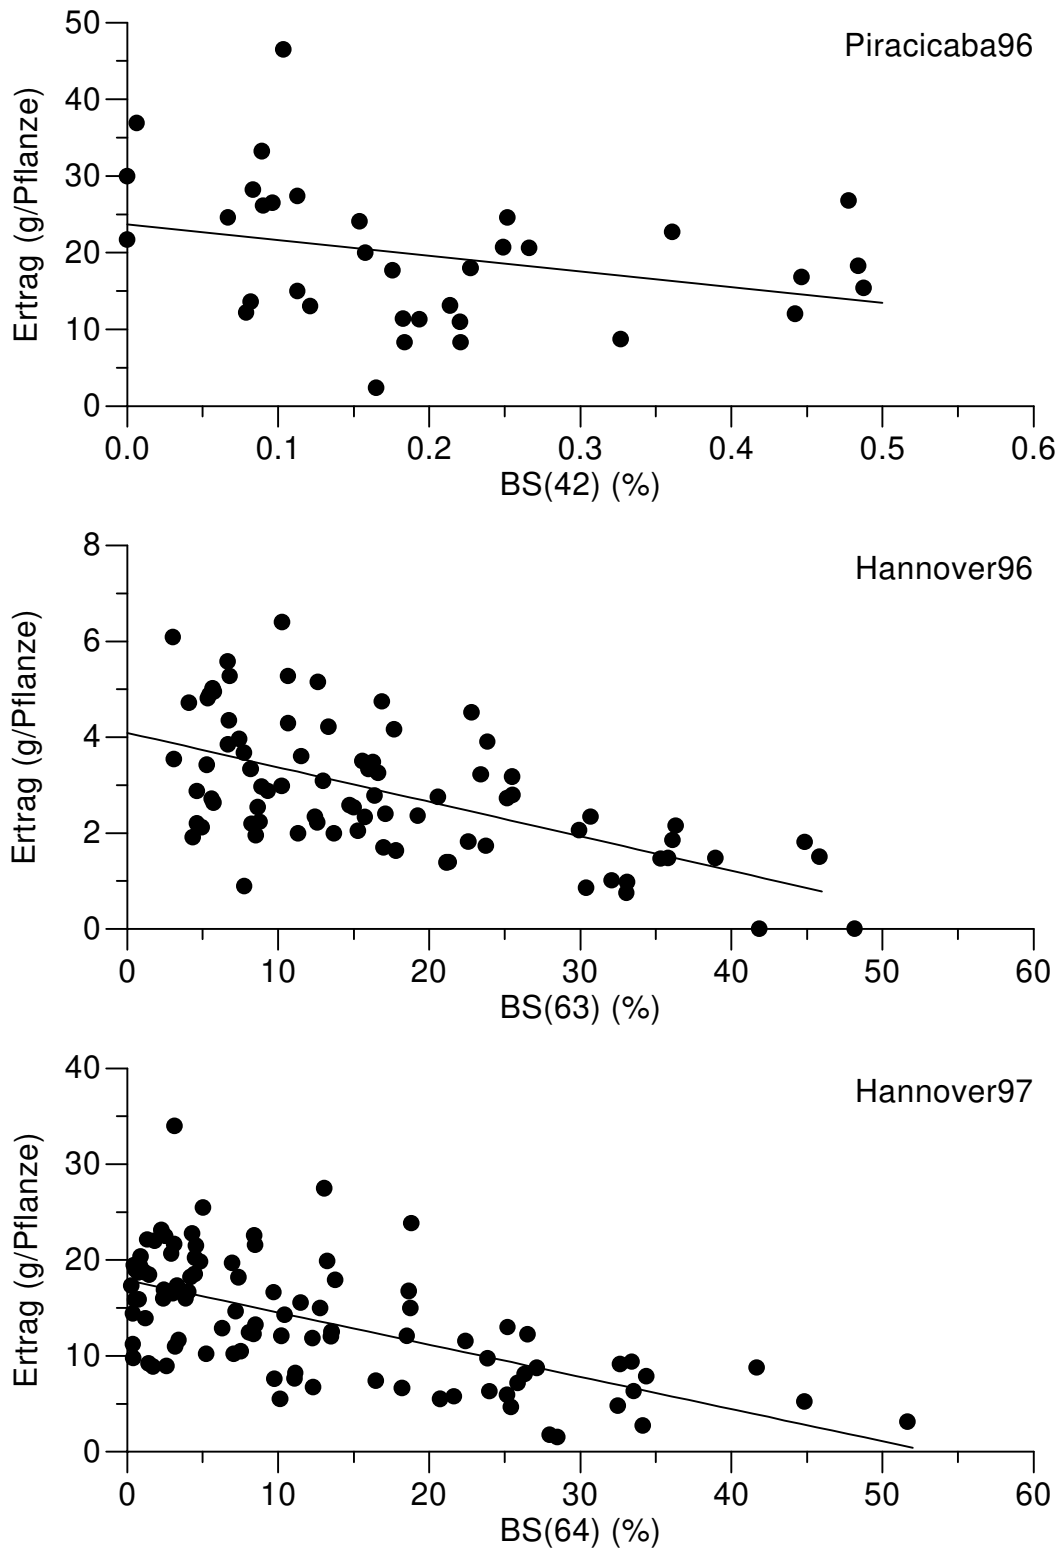 Piracicaba96
Ertrag (g/Pflanze)
50
40
30
20
10
0
0.0 0.1 0.2 0.3 0.4 0.5 0.6
BS(42) (%)
Hannover96
Ertrag (g/Pflanze)
8
6
4
2
0
0 10 20 30 40 50 60
BS(63) (%)
Hannover97
Ertrag (g/Pflanze)
40
30
20
10
0
0 10 20 30 40 50 60
BS(64) (%)